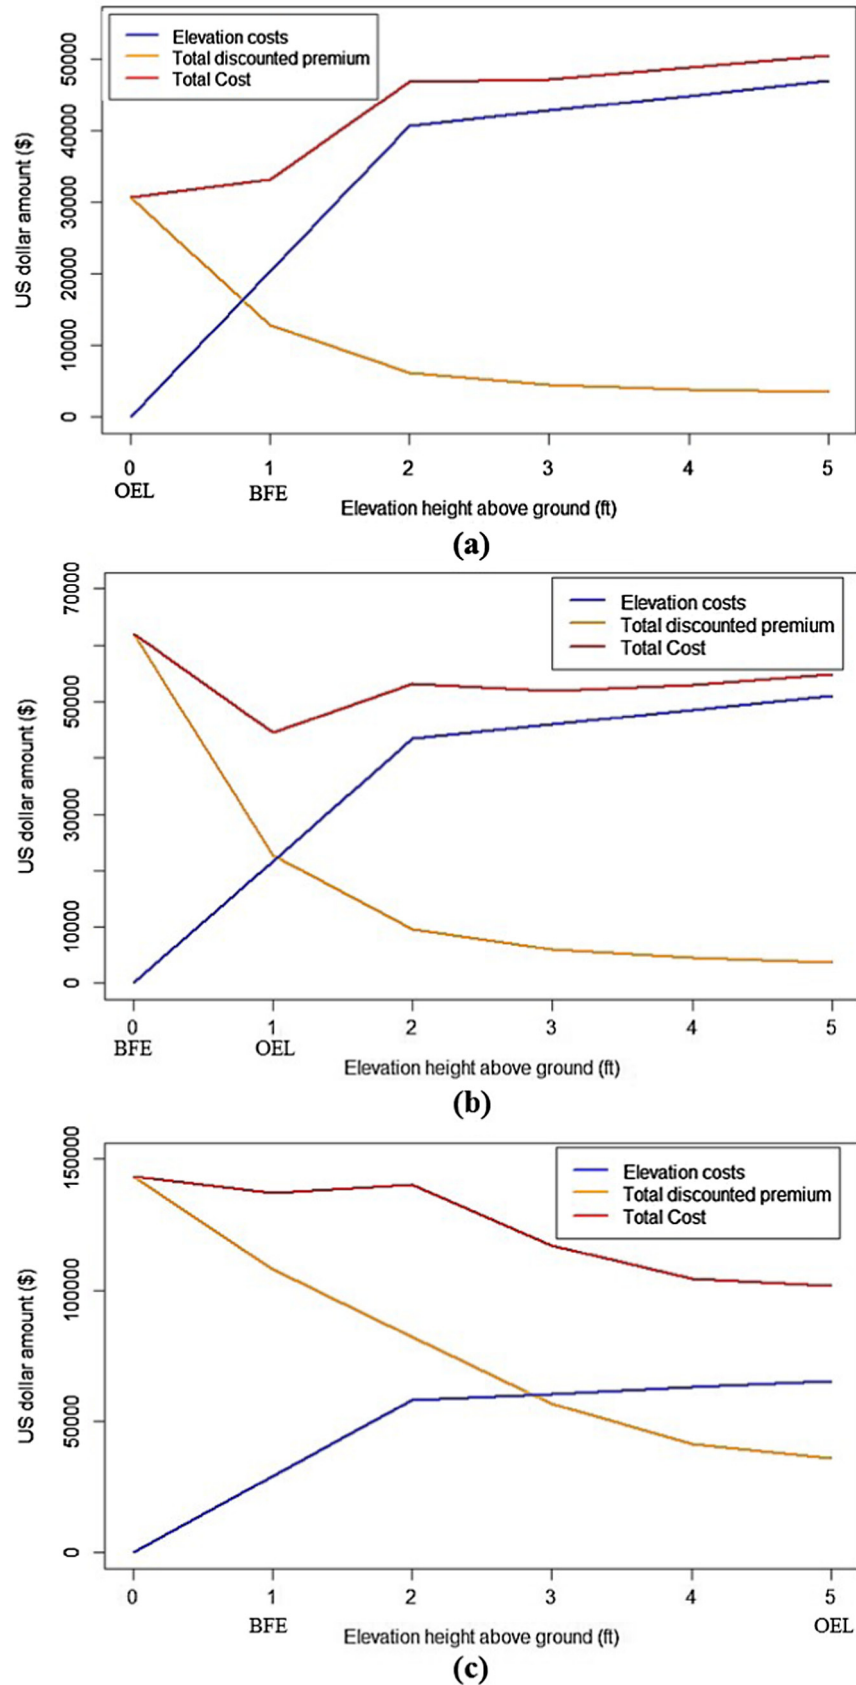 Elevation costs
Total discounted premium
Total Cost
US dollar amount ($)
50000
40000
30000
20000
10000
0
0 1 2 3 4 5
OEL BFE
Elevation height above ground (ft)
(a)
Elevation costs
Total discounted premium
Total Cost
US dollar amount ($)
70000
50000
30000
10000
0
0 1 2 3 4 5
BFE OEL
Elevation height above ground (ft)
(b)
Elevation costs
Total discounted premium
Total Cost
US dollar amount ($)
150000
100000
50000
0
0 1 2 3 4 5
BFE OEL
Elevation height above ground (ft)
(c)